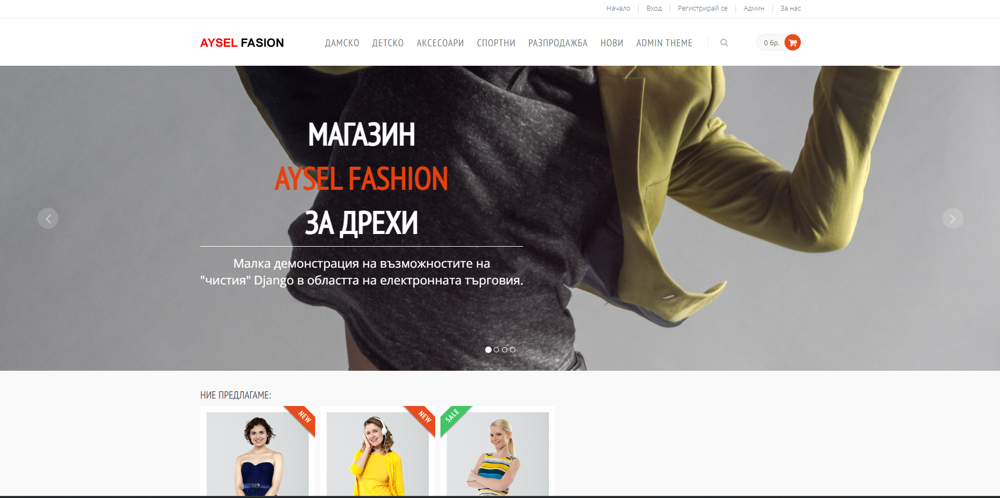 Начало Вход Регистрирай се Админ За нас
AYSEL FASION ДАМСКО ДЕТСКО АКСЕСОАРИ СПОРТНИ РАЗПРОДАЖБА НОВИ ADMIN THEME 0 бр.
МАГАЗИН
AYSEL FASHION
ЗА ДРЕХИ
Малка демонстрация на възможностите на
"чистия" Django в областта на електронната търговия.
НИЕ ПРЕДЛАГАМЕ:
NEW NEW SALE